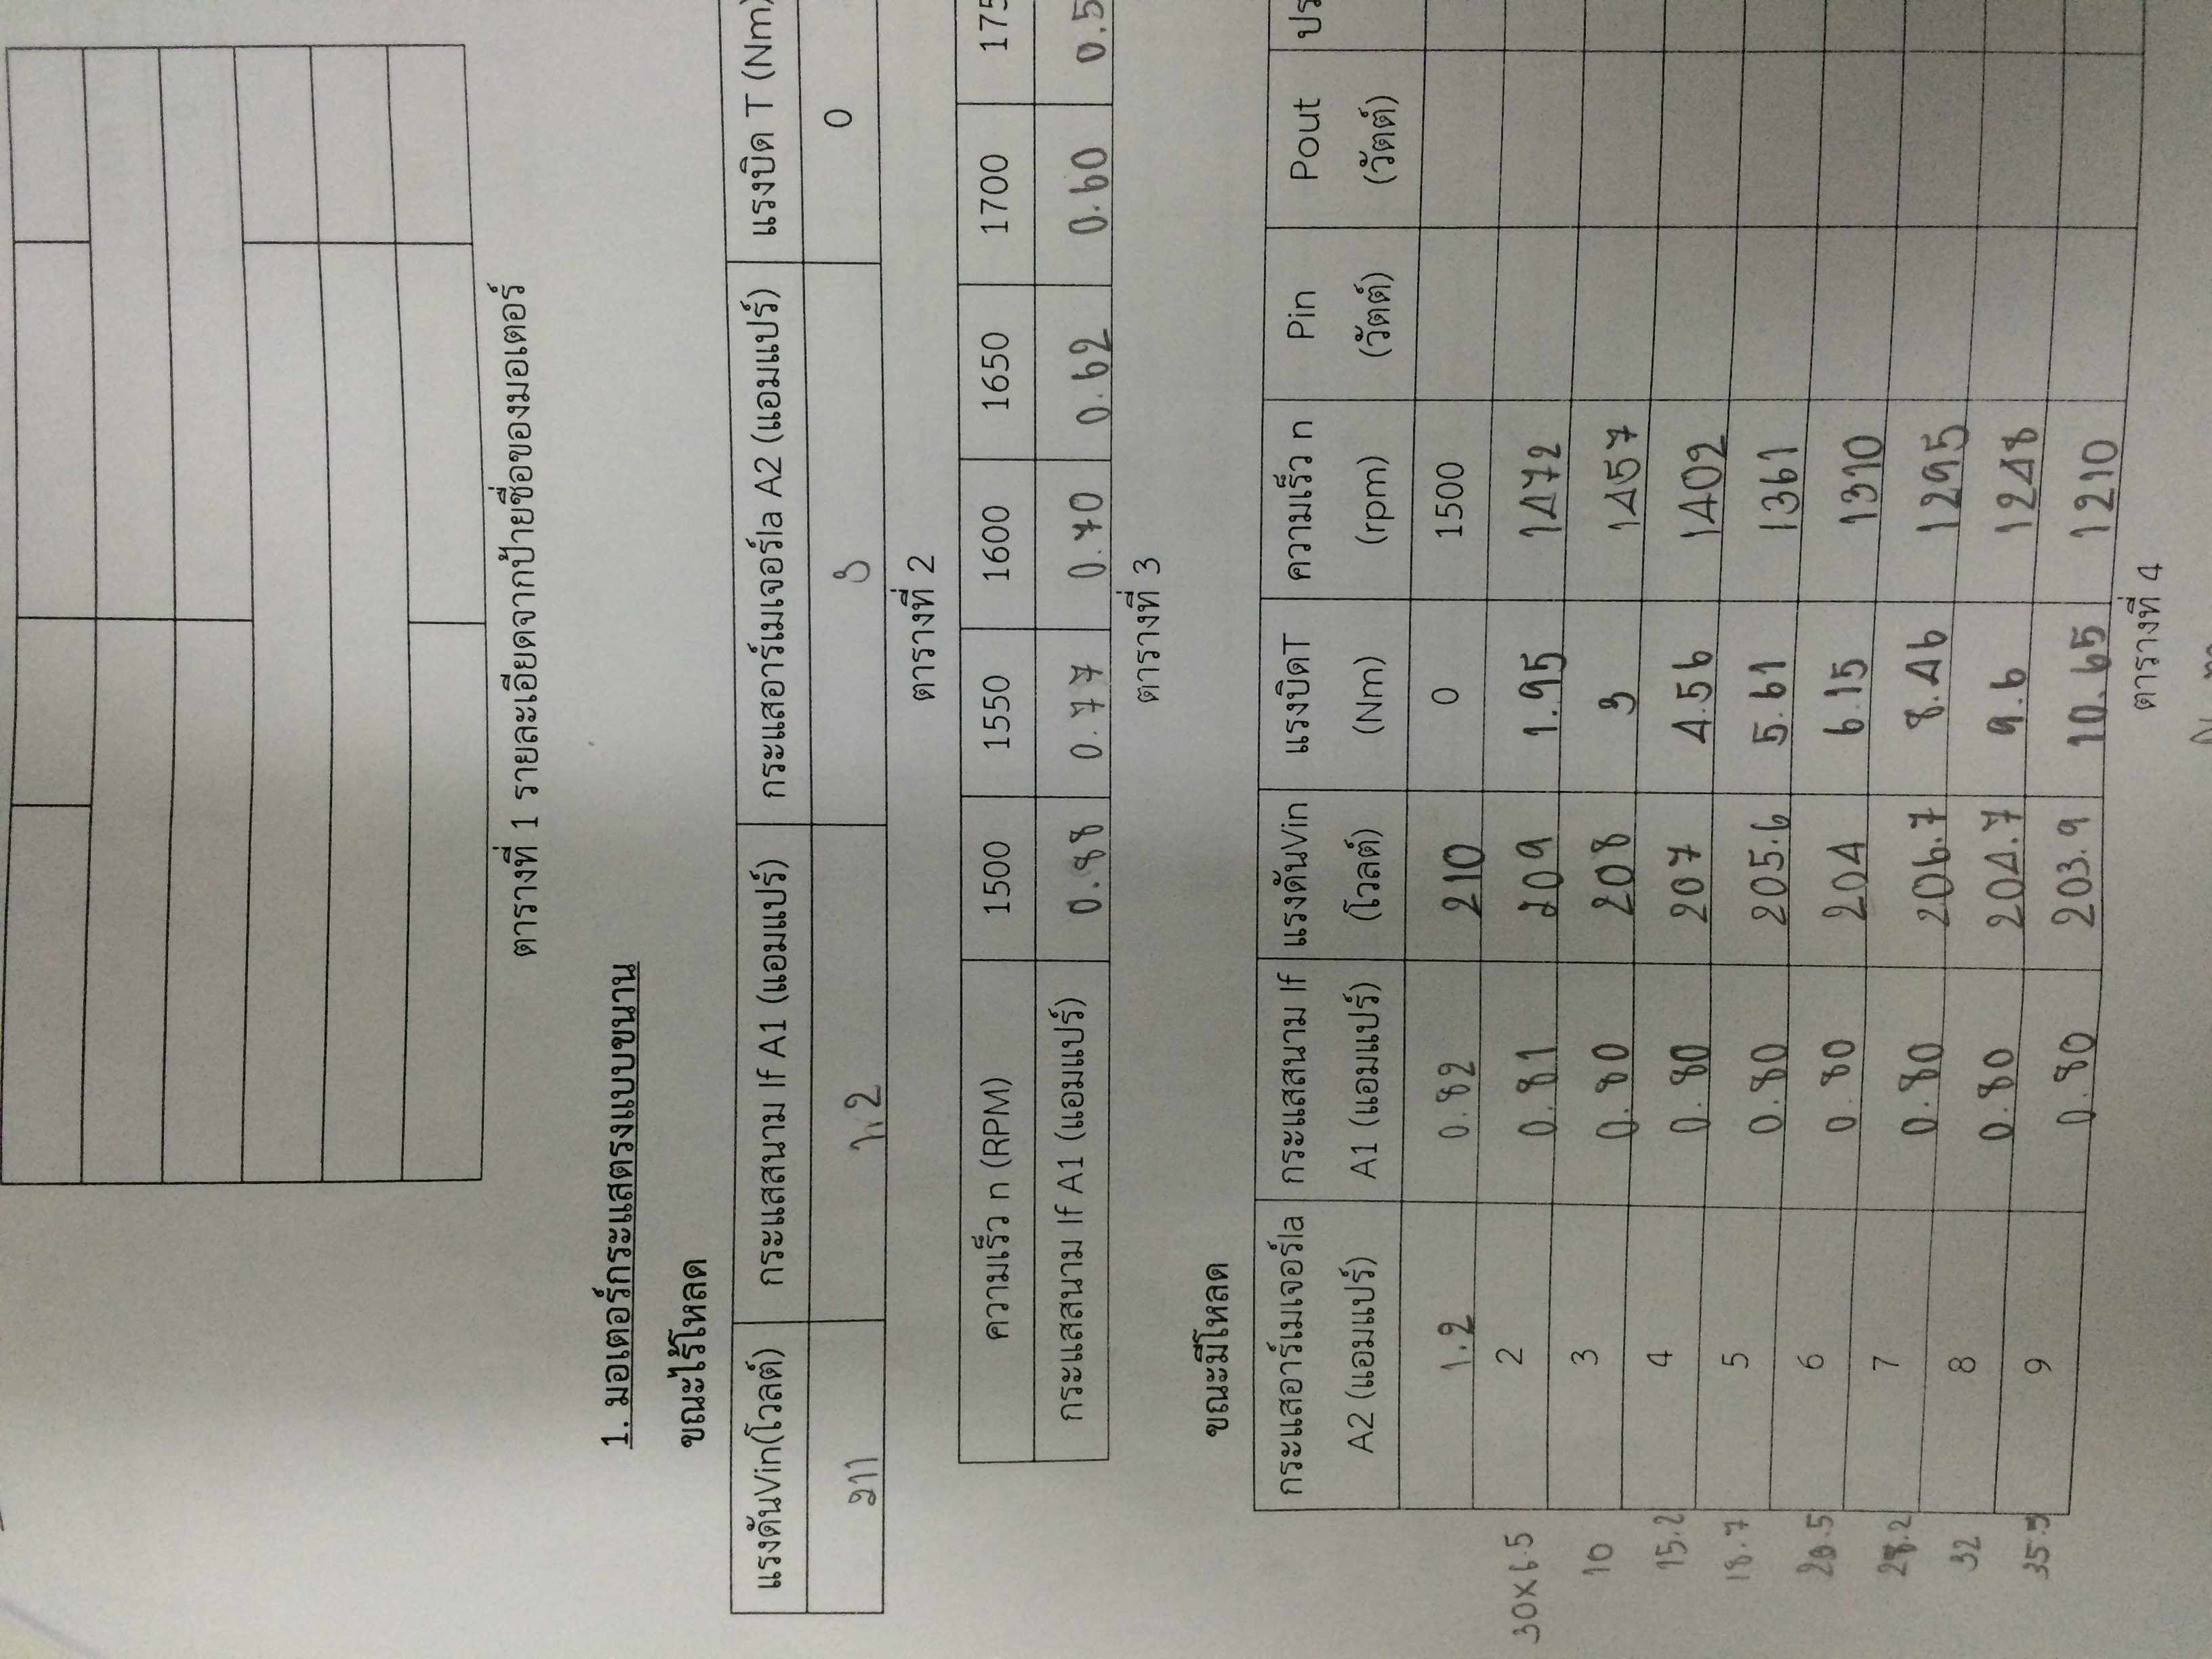 ตารางที่ 1 รายละเอียดจากป้ายชื่อของมอเตอร์
1. มอเตอร์กระแสตรงแบบขนาน
ขณะไร้โหลด
แรงดันVin(โวลต์) กระแสสนาม If A1 (แอมแปร์) กระแสอาร์เมเจอร์Ia A2 (แอมแปร์) แรงบิด T (Nm)
211 1.2 0
ตารางที่ 2
ความเร็ว n (RPM) 1500 1550 1600 1650 1700 175
กระแสสนาม If A1 (แอมแปร์) 0.88 0.77 0.70 0.62 0.60 0.5
ตารางที่ 3
ขณะมีโหลด
กระแสอาร์เมเจอร์Ia กระแสสนาม If แรงดันVin แรงบิดT ความเร็ว n Pin Pout ปร
A2 (แอมแปร์) A1 (แอมแปร์) (โวลต์) (Nm) (rpm) (วัตต์) (วัตต์)
1.2 0.82 210 0 1500
30x6.5 2 0.81 209 1.95 1472
10 3 0.80 208 3 1457
15.2 4 0.80 207 4.56 1402
18.7 5 0.80 205.6 5.61 1361
20.5 6 0.80 204 6.15 1310
28.2 7 0.80 206.7 8.46 1295
32 8 0.80 204.7 9.6 1248
35.5 9 0.80 203.9 10.65 1210
ตารางที่ 4